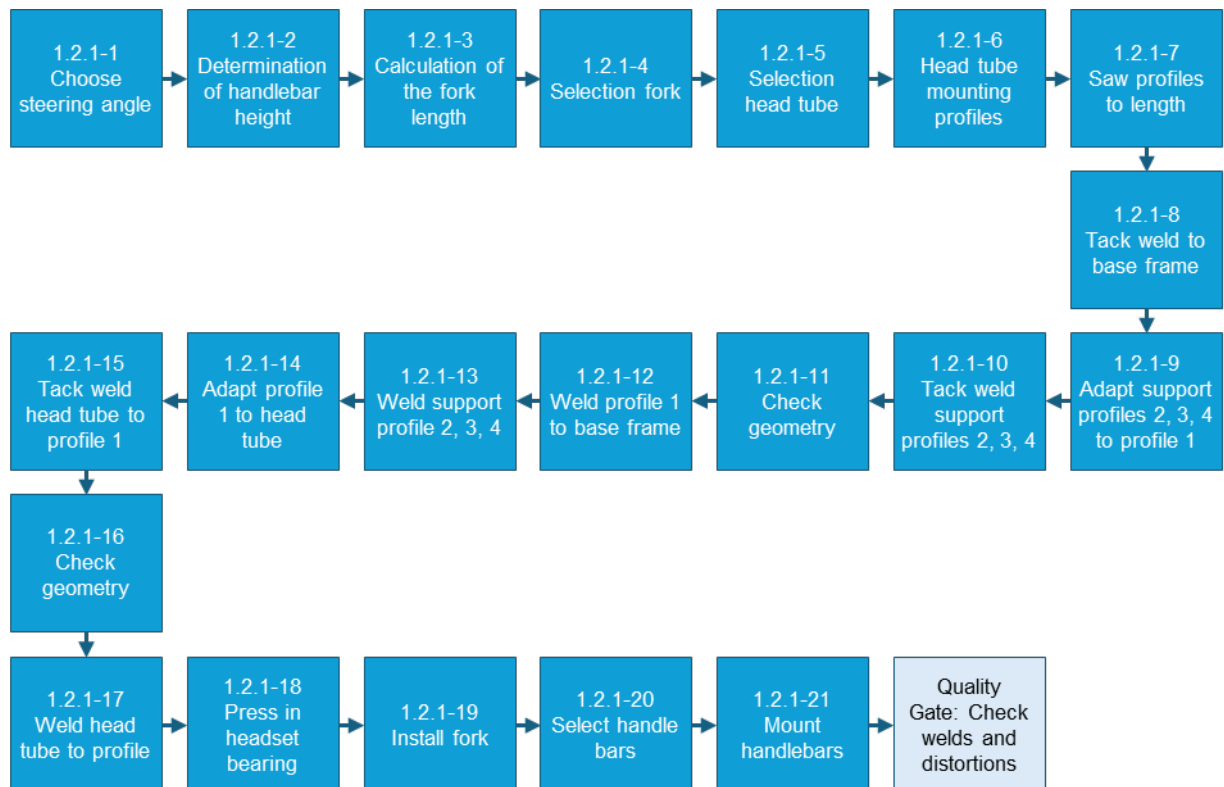 1.2.1-1
Choose
steering angle
1.2.1-2
Determination
of handlebar
height
1.2.1-3
Calculation of
the fork
length
1.2.1-4
Selection fork
1.2.1-5
Selection
head tube
1.2.1-6
Head tube
mounting
profiles
1.2.1-7
Saw profiles
to length
1.2.1-8
Tack weld to
base frame
1.2.1-9
Adapt support
profiles 2, 3, 4
to profile 1
1.2.1-10
Tack weld
support
profiles 2, 3, 4
1.2.1-11
Check
geometry
1.2.1-12
Weld profile 1
to base frame
1.2.1-13
Weld support
profile 2, 3, 4
1.2.1-14
Adapt profile
1 to head
tube
1.2.1-15
Tack weld
head tube to
profile 1
1.2.1-16
Check
geometry
1.2.1-17
Weld head
tube to profile
1.2.1-18
Press in
headset
bearing
1.2.1-19
Install fork
1.2.1-20
Select handle
bars
1.2.1-21
Mount
handlebars
Quality
Gate: Check
welds and
distortions